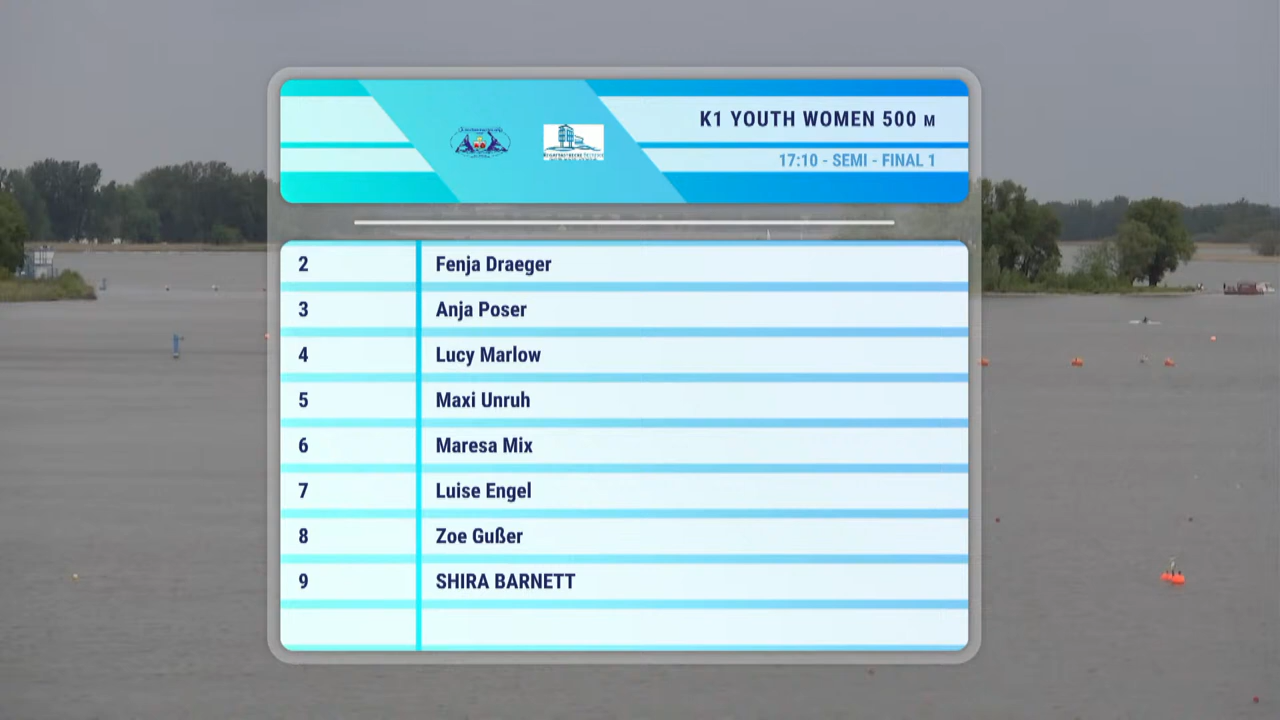 K1 YOUTH WOMEN 500 M
17:10 - SEMI - FINAL 1
2 Fenja Draeger
3 Anja Poser
4 Lucy Marlow
5 Maxi Unruh
6 Maresa Mix
7 Luise Engel
8 Zoe Gußer
9 SHIRA BARNETT